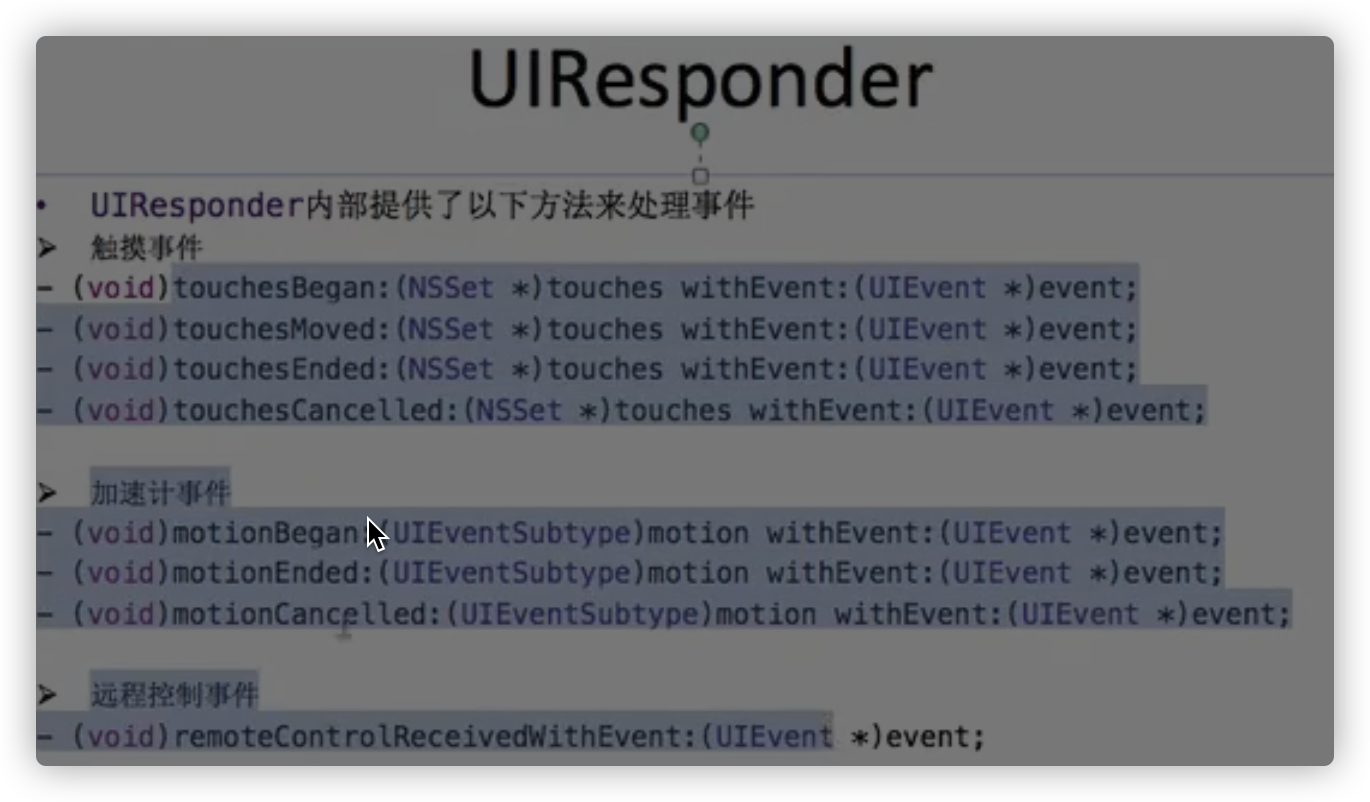 UIResponder
• UIResponder内部提供了以下方法来处理事件
➢ 触摸事件
– (void)touchesBegan:(NSSet *)touches withEvent:(UIEvent *)event;
– (void)touchesMoved:(NSSet *)touches withEvent:(UIEvent *)event;
– (void)touchesEnded:(NSSet *)touches withEvent:(UIEvent *)event;
– (void)touchesCancelled:(NSSet *)touches withEvent:(UIEvent *)event;
➢ 加速计事件
– (void)motionBegan:(UIEventSubtype)motion withEvent:(UIEvent *)event;
– (void)motionEnded:(UIEventSubtype)motion withEvent:(UIEvent *)event;
– (void)motionCancelled:(UIEventSubtype)motion withEvent:(UIEvent *)event;
➢ 远程控制事件
– (void)remoteControlReceivedWithEvent:(UIEvent *)event;